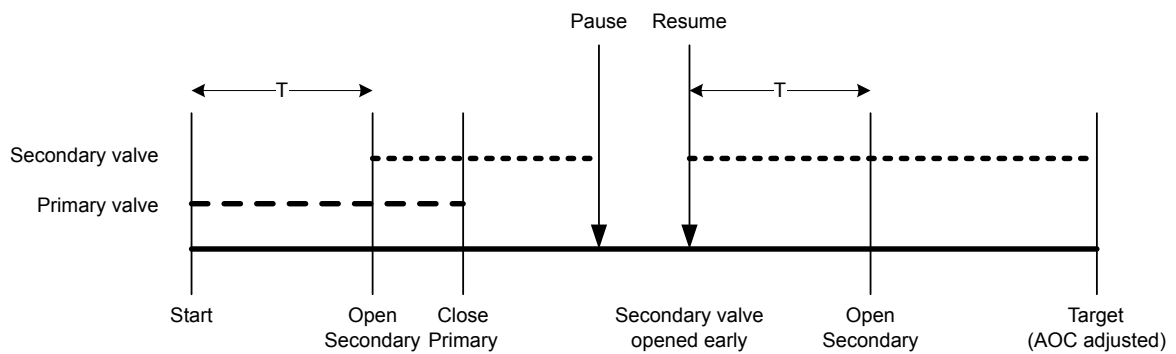 Pause
Resume
T
T
Secondary valve
Primary valve
Start
Open
Secondary
Close
Primary
Secondary valve
opened early
Open
Secondary
Target
(AOC adjusted)